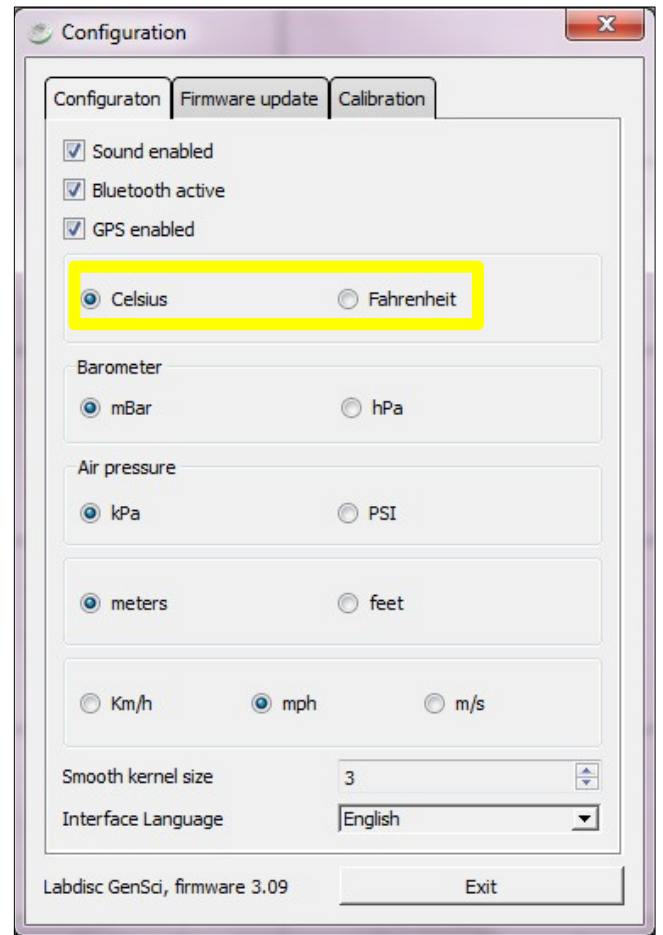 Configuration
Configuraton Firmware update Calibration
Sound enabled
Bluetooth active
GPS enabled
Celsius Fahrenheit
Barometer
mBar hPa
Air pressure
kPa PSI
meters feet
Km/h mph m/s
Smooth kernel size 3
Interface Language English
Labdisc GenSci, firmware 3.09 Exit